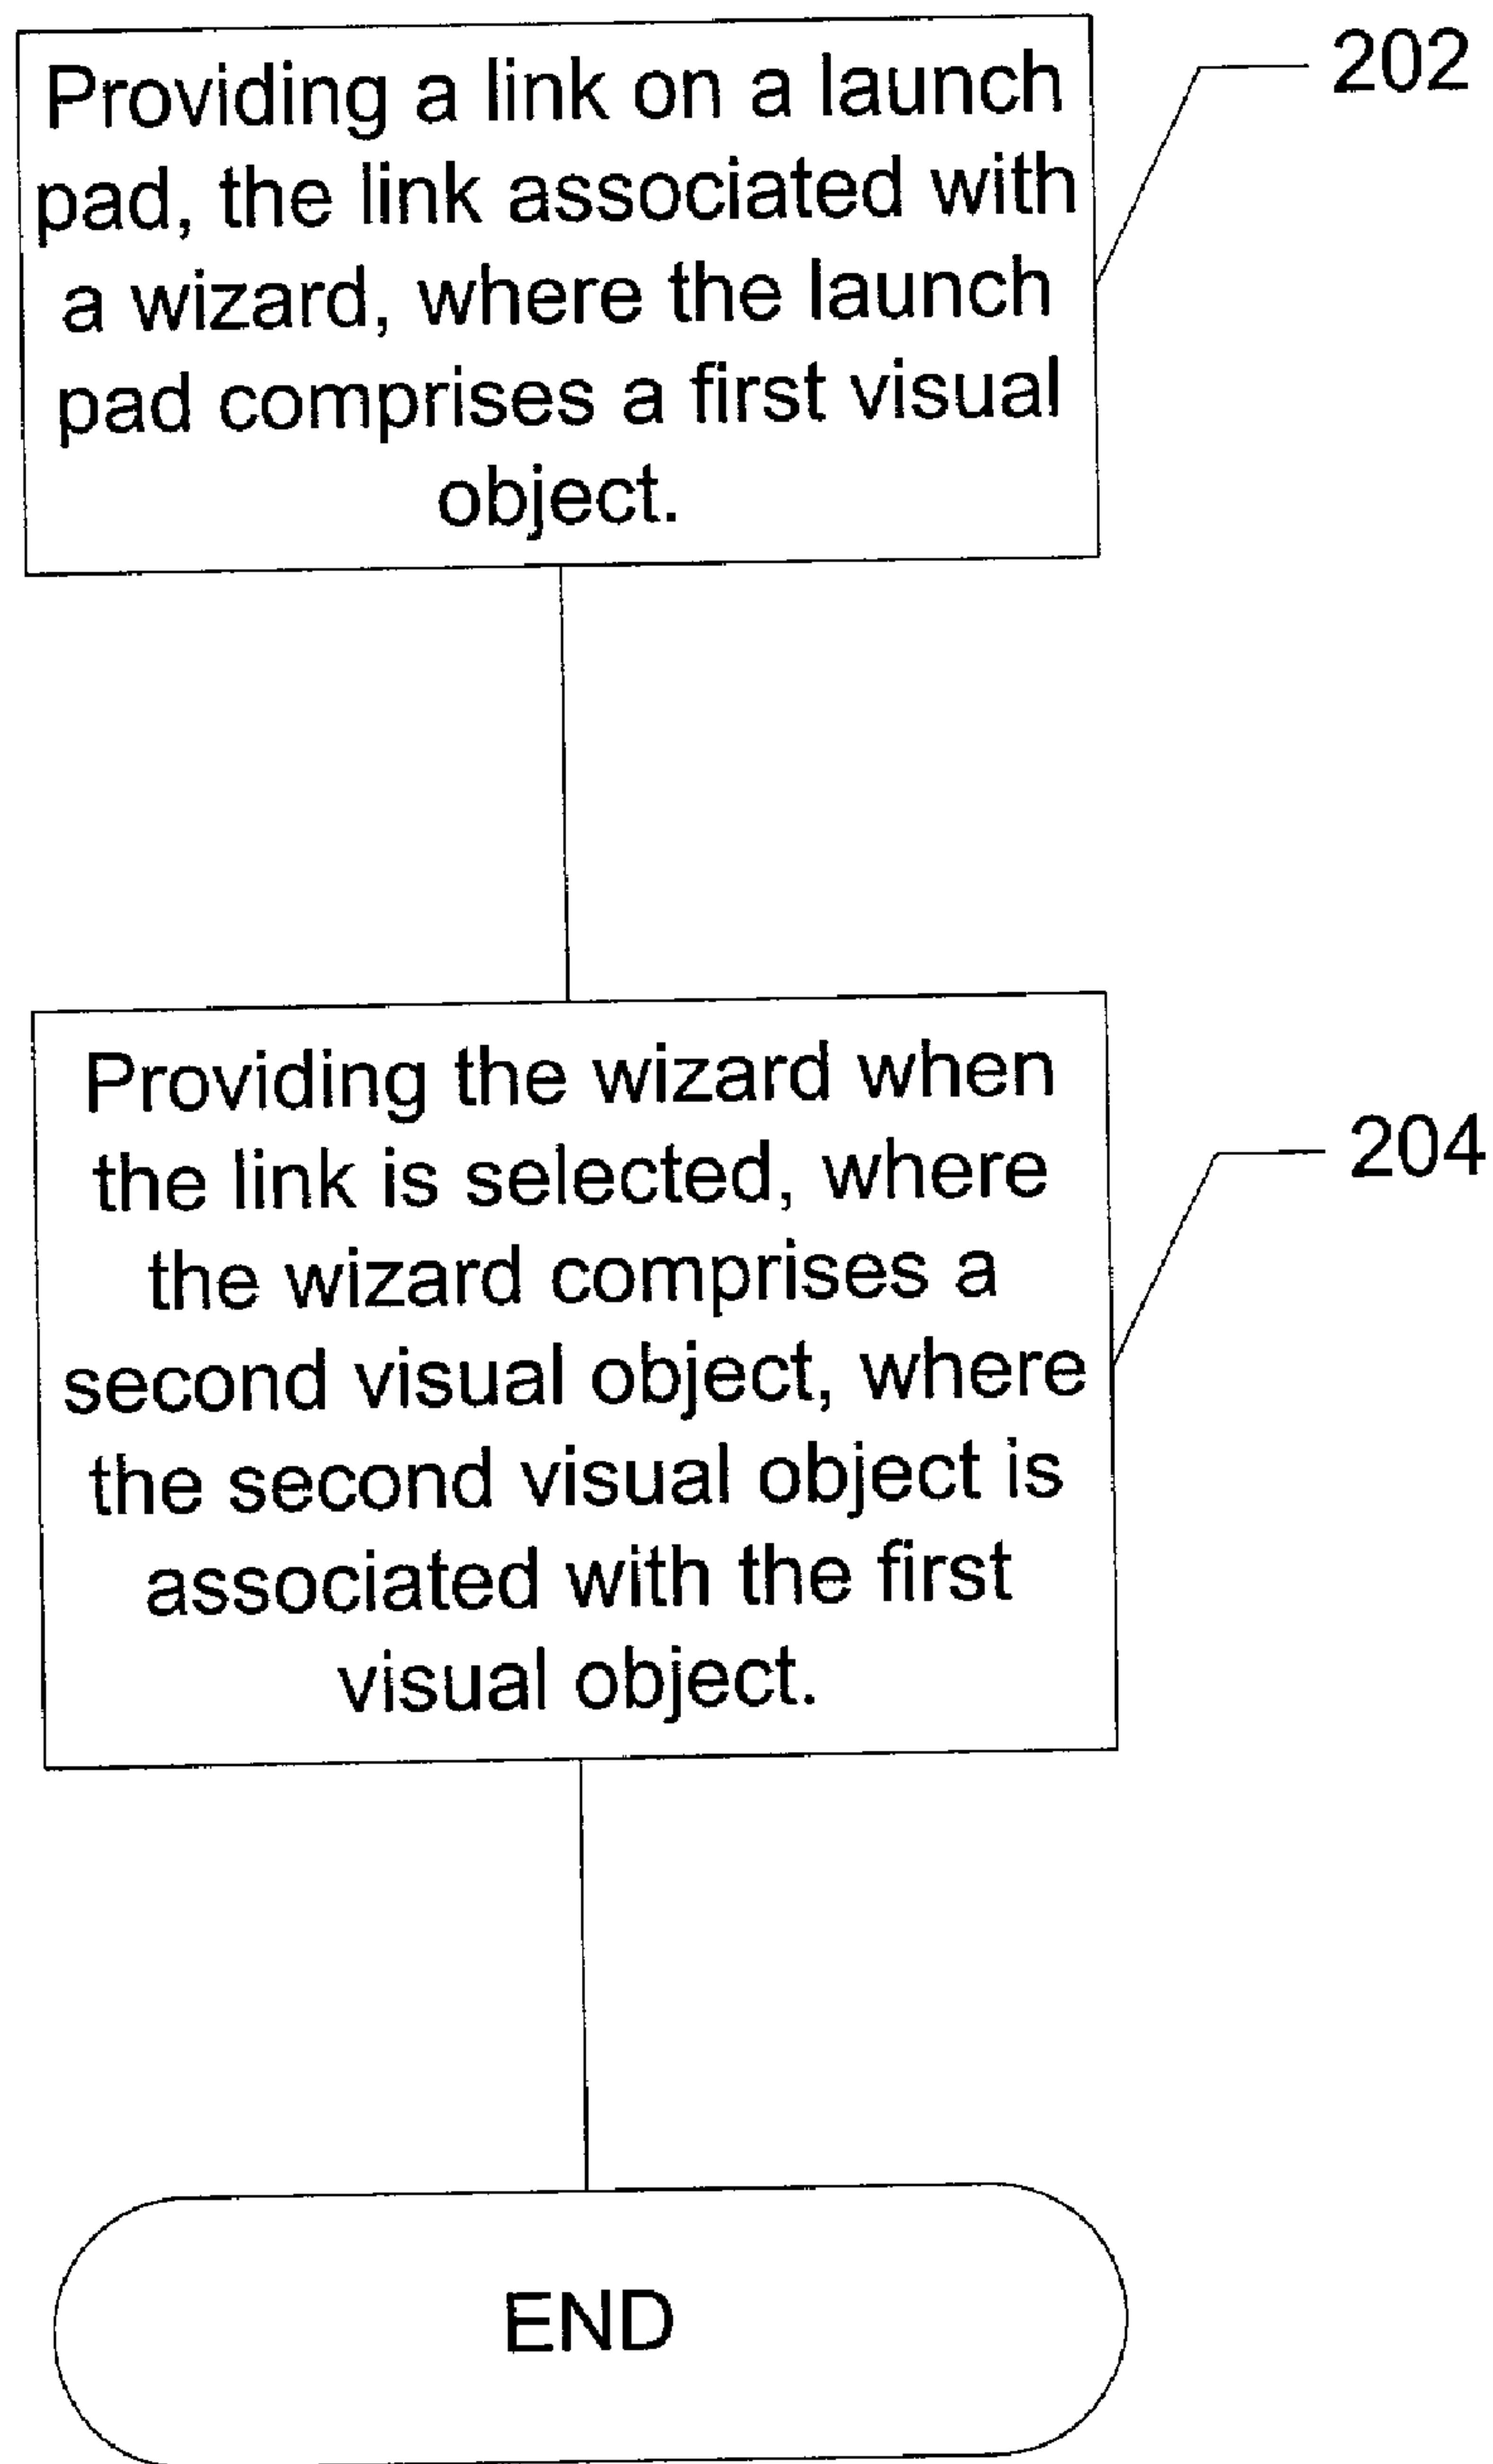 Providing a link on a launch
pad, the link associated with
a wizard, where the launch
pad comprises a first visual
object.
202
Providing the wizard when
the link is selected, where
the wizard comprises a
second visual object, where
the second visual object is
associated with the first
visual object.
204
END